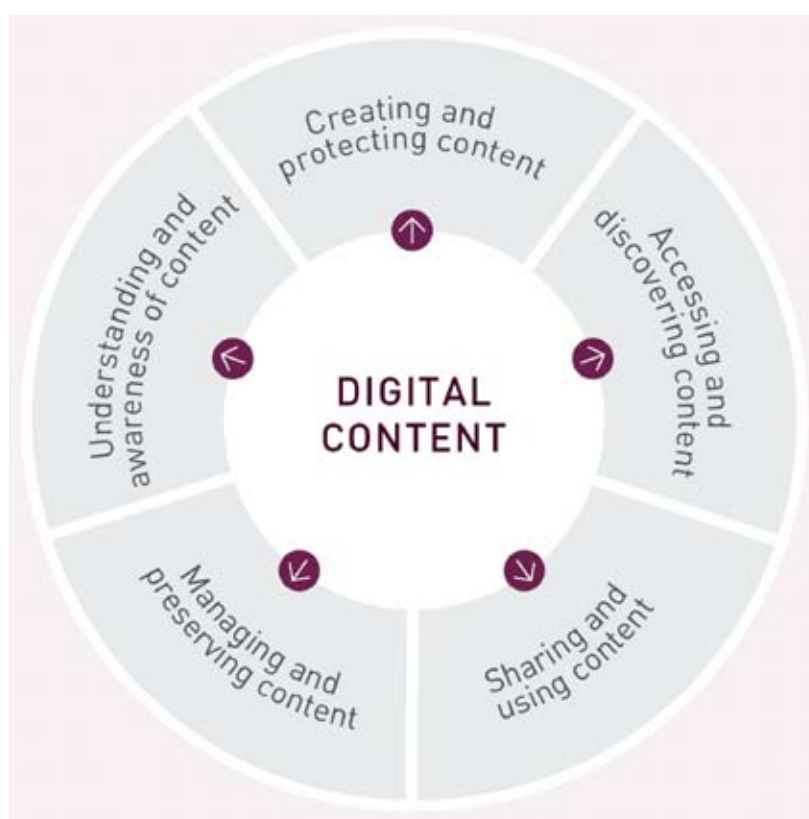 Creating and
protecting content
Accessing and
discovering content
Sharing and
using content
Managing and
preserving content
Understanding and
awareness of content
DIGITAL
CONTENT